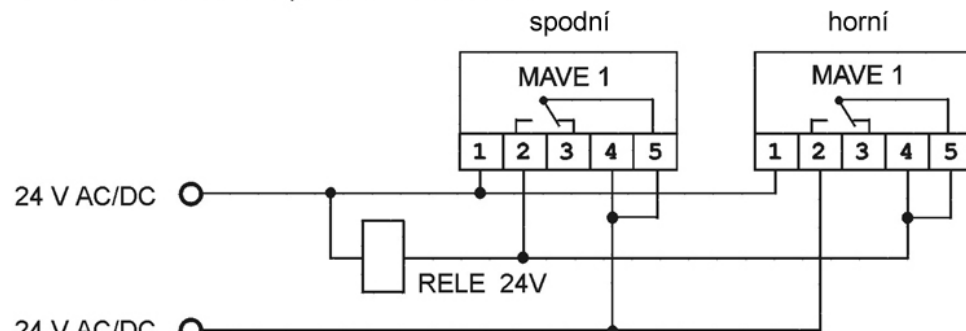 spodní
horní
MAVE 1
MAVE 1
1 2 3 4 5
1 2 3 4 5
24 V AC/DC
RELE 24V
24 V AC/DC